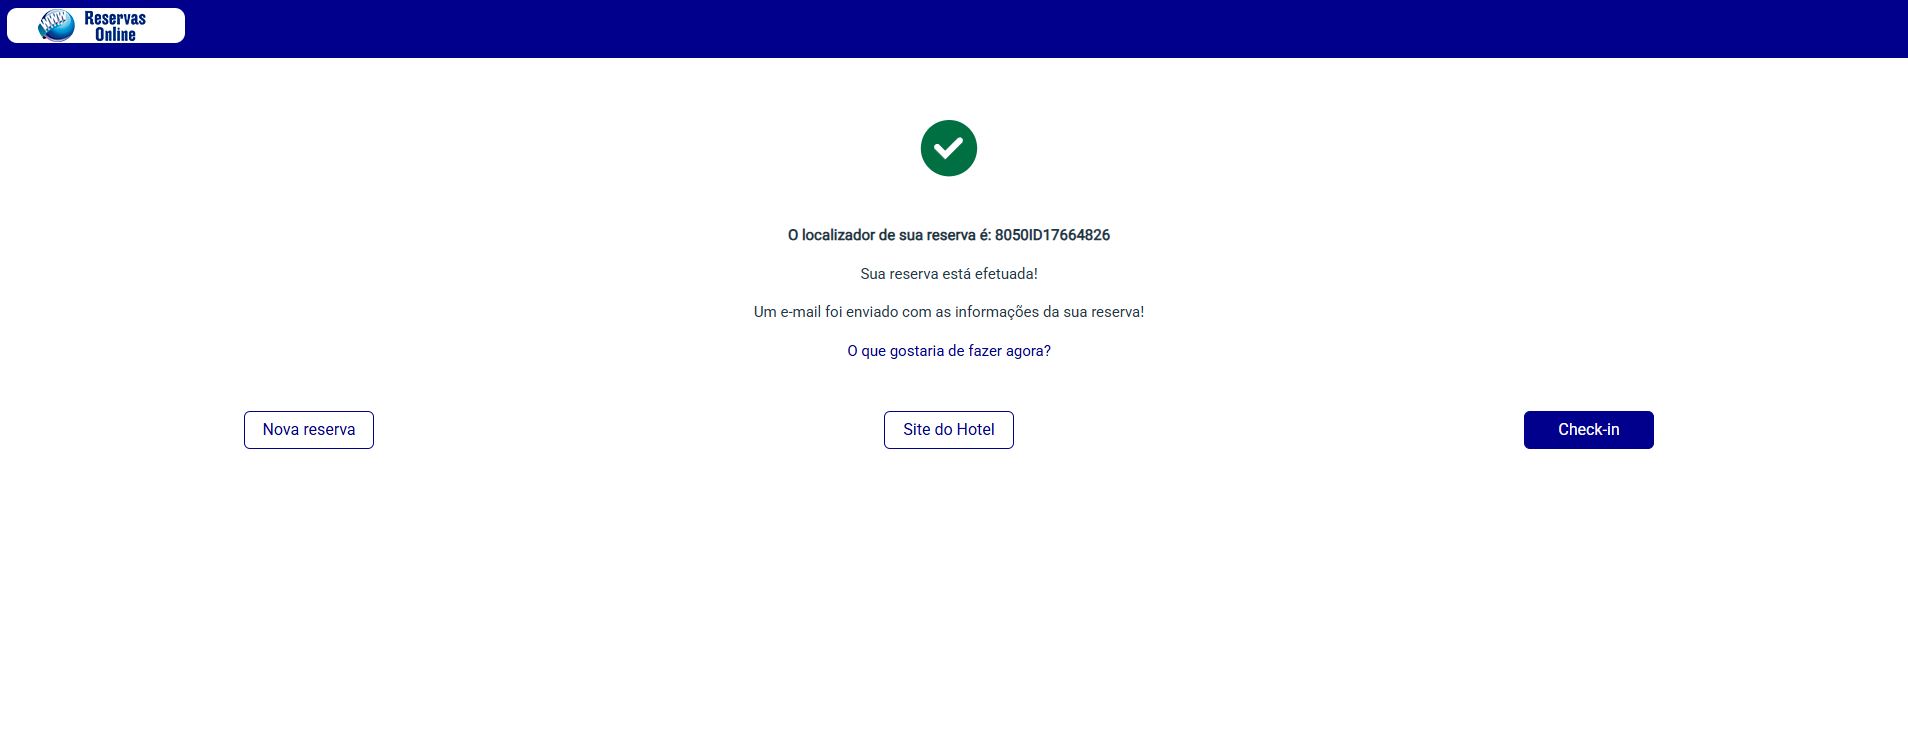 WWW
Reservas
Online
O localizador de sua reserva é: 8050ID17664826
Sua reserva está efetuada!
Um e-mail foi enviado com as informações da sua reserva!
O que gostaria de fazer agora?
Nova reserva
Site do Hotel
Check-in